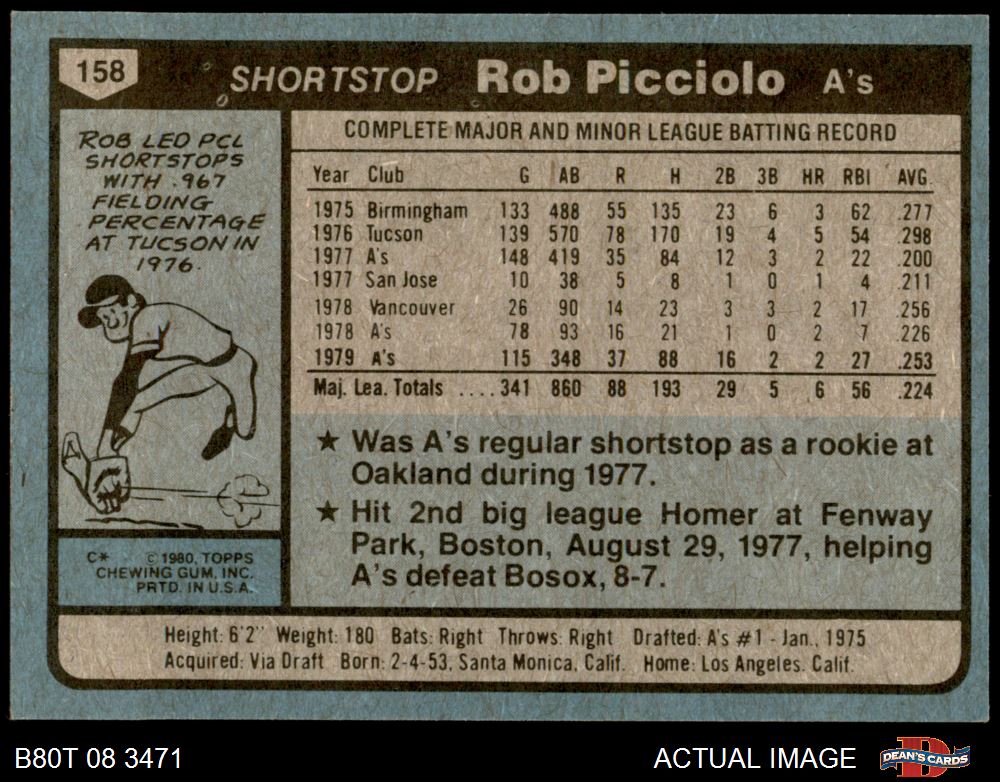 158 SHORTSTOP Rob Picciolo A's
ROB LED PCL
SHORTSTOPS
WITH .967
FIELDING
PERCENTAGE
AT TUCSON IN
1976.
C* © 1980, TOPPS
CHEWING GUM, INC.
PRTD. IN U.S.A.
COMPLETE MAJOR AND MINOR LEAGUE BATTING RECORD
Year Club G AB R H 2B 3B HR RBI AVG.
1975 Birmingham 133 488 55 135 23 6 3 62 .277
1976 Tucson 139 570 78 170 19 4 5 54 .298
1977 A's 148 419 35 84 12 3 2 22 .200
1977 San Jose 10 38 5 8 1 0 1 4 .211
1978 Vancouver 26 90 14 23 3 3 2 17 .256
1978 A's 78 93 16 21 1 0 2 7 .226
1979 A's 115 348 37 88 16 2 2 27 .253
Maj. Lea. Totals ....341 860 88 193 29 5 6 56 .224
★ Was A's regular shortstop as a rookie at
Oakland during 1977.
★ Hit 2nd big league Homer at Fenway
Park, Boston, August 29, 1977, helping
A's defeat Bosox, 8-7.
Height: 6'2" Weight: 180 Bats: Right Throws: Right Drafted: A's #1 - Jan., 1975
Acquired: Via Draft Born: 2-4-53, Santa Monica, Calif. Home: Los Angeles, Calif.
B80T 08 3471 ACTUAL IMAGE DEAN'S CARDS